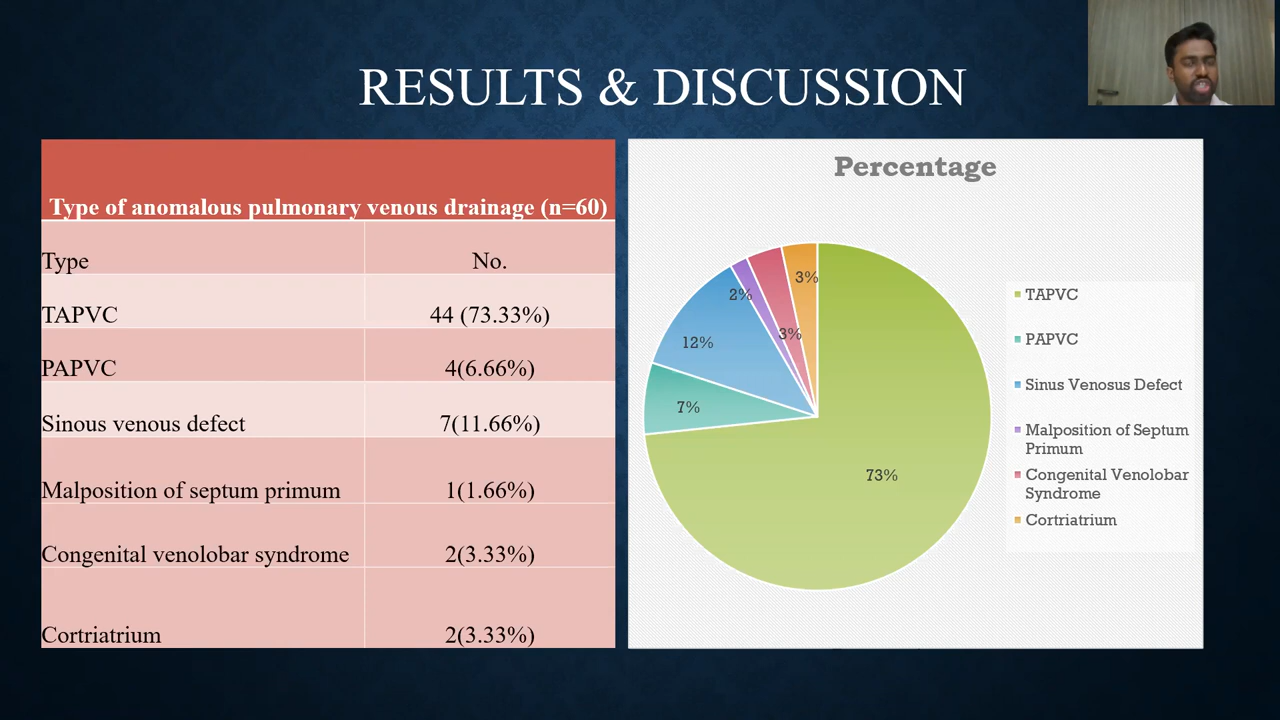 RESULTS & DISCUSSION
Type of anomalous pulmonary venous drainage (n=60)
Type No.
TAPVC 44 (73.33%)
PAPVC 4(6.66%)
Sinous venous defect 7(11.66%)
Malposition of septum primum 1(1.66%)
Congenital venolobar syndrome 2(3.33%)
Cortriatrium 2(3.33%)
Percentage
3%
2%
3%
12%
7%
73%
TAPVC
PAPVC
Sinus Venosus Defect
Malposition of Septum
Primum
Congenital Venolobar
Syndrome
Cortriatrium